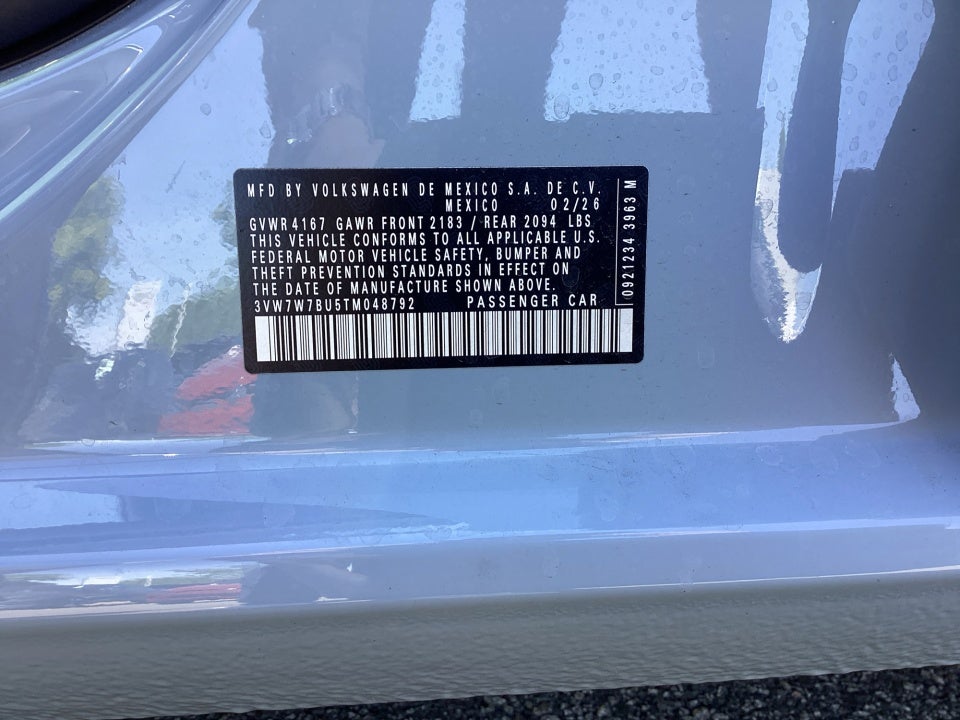 MFD BY VOLKSWAGEN DE MEXICO S.A. DE C.V.
MEXICO 02/26
GVWR 4167 GAWR FRONT 2183 / REAR 2094 LBS
THIS VEHICLE CONFORMS TO ALL APPLICABLE U.S.
FEDERAL MOTOR VEHICLE SAFETY, BUMPER AND
THEFT PREVENTION STANDARDS IN EFFECT ON
THE DATE OF MANUFACTURE SHOWN ABOVE.
3VW7W7BU5TM048792 PASSENGER CAR
0921234 3963 M